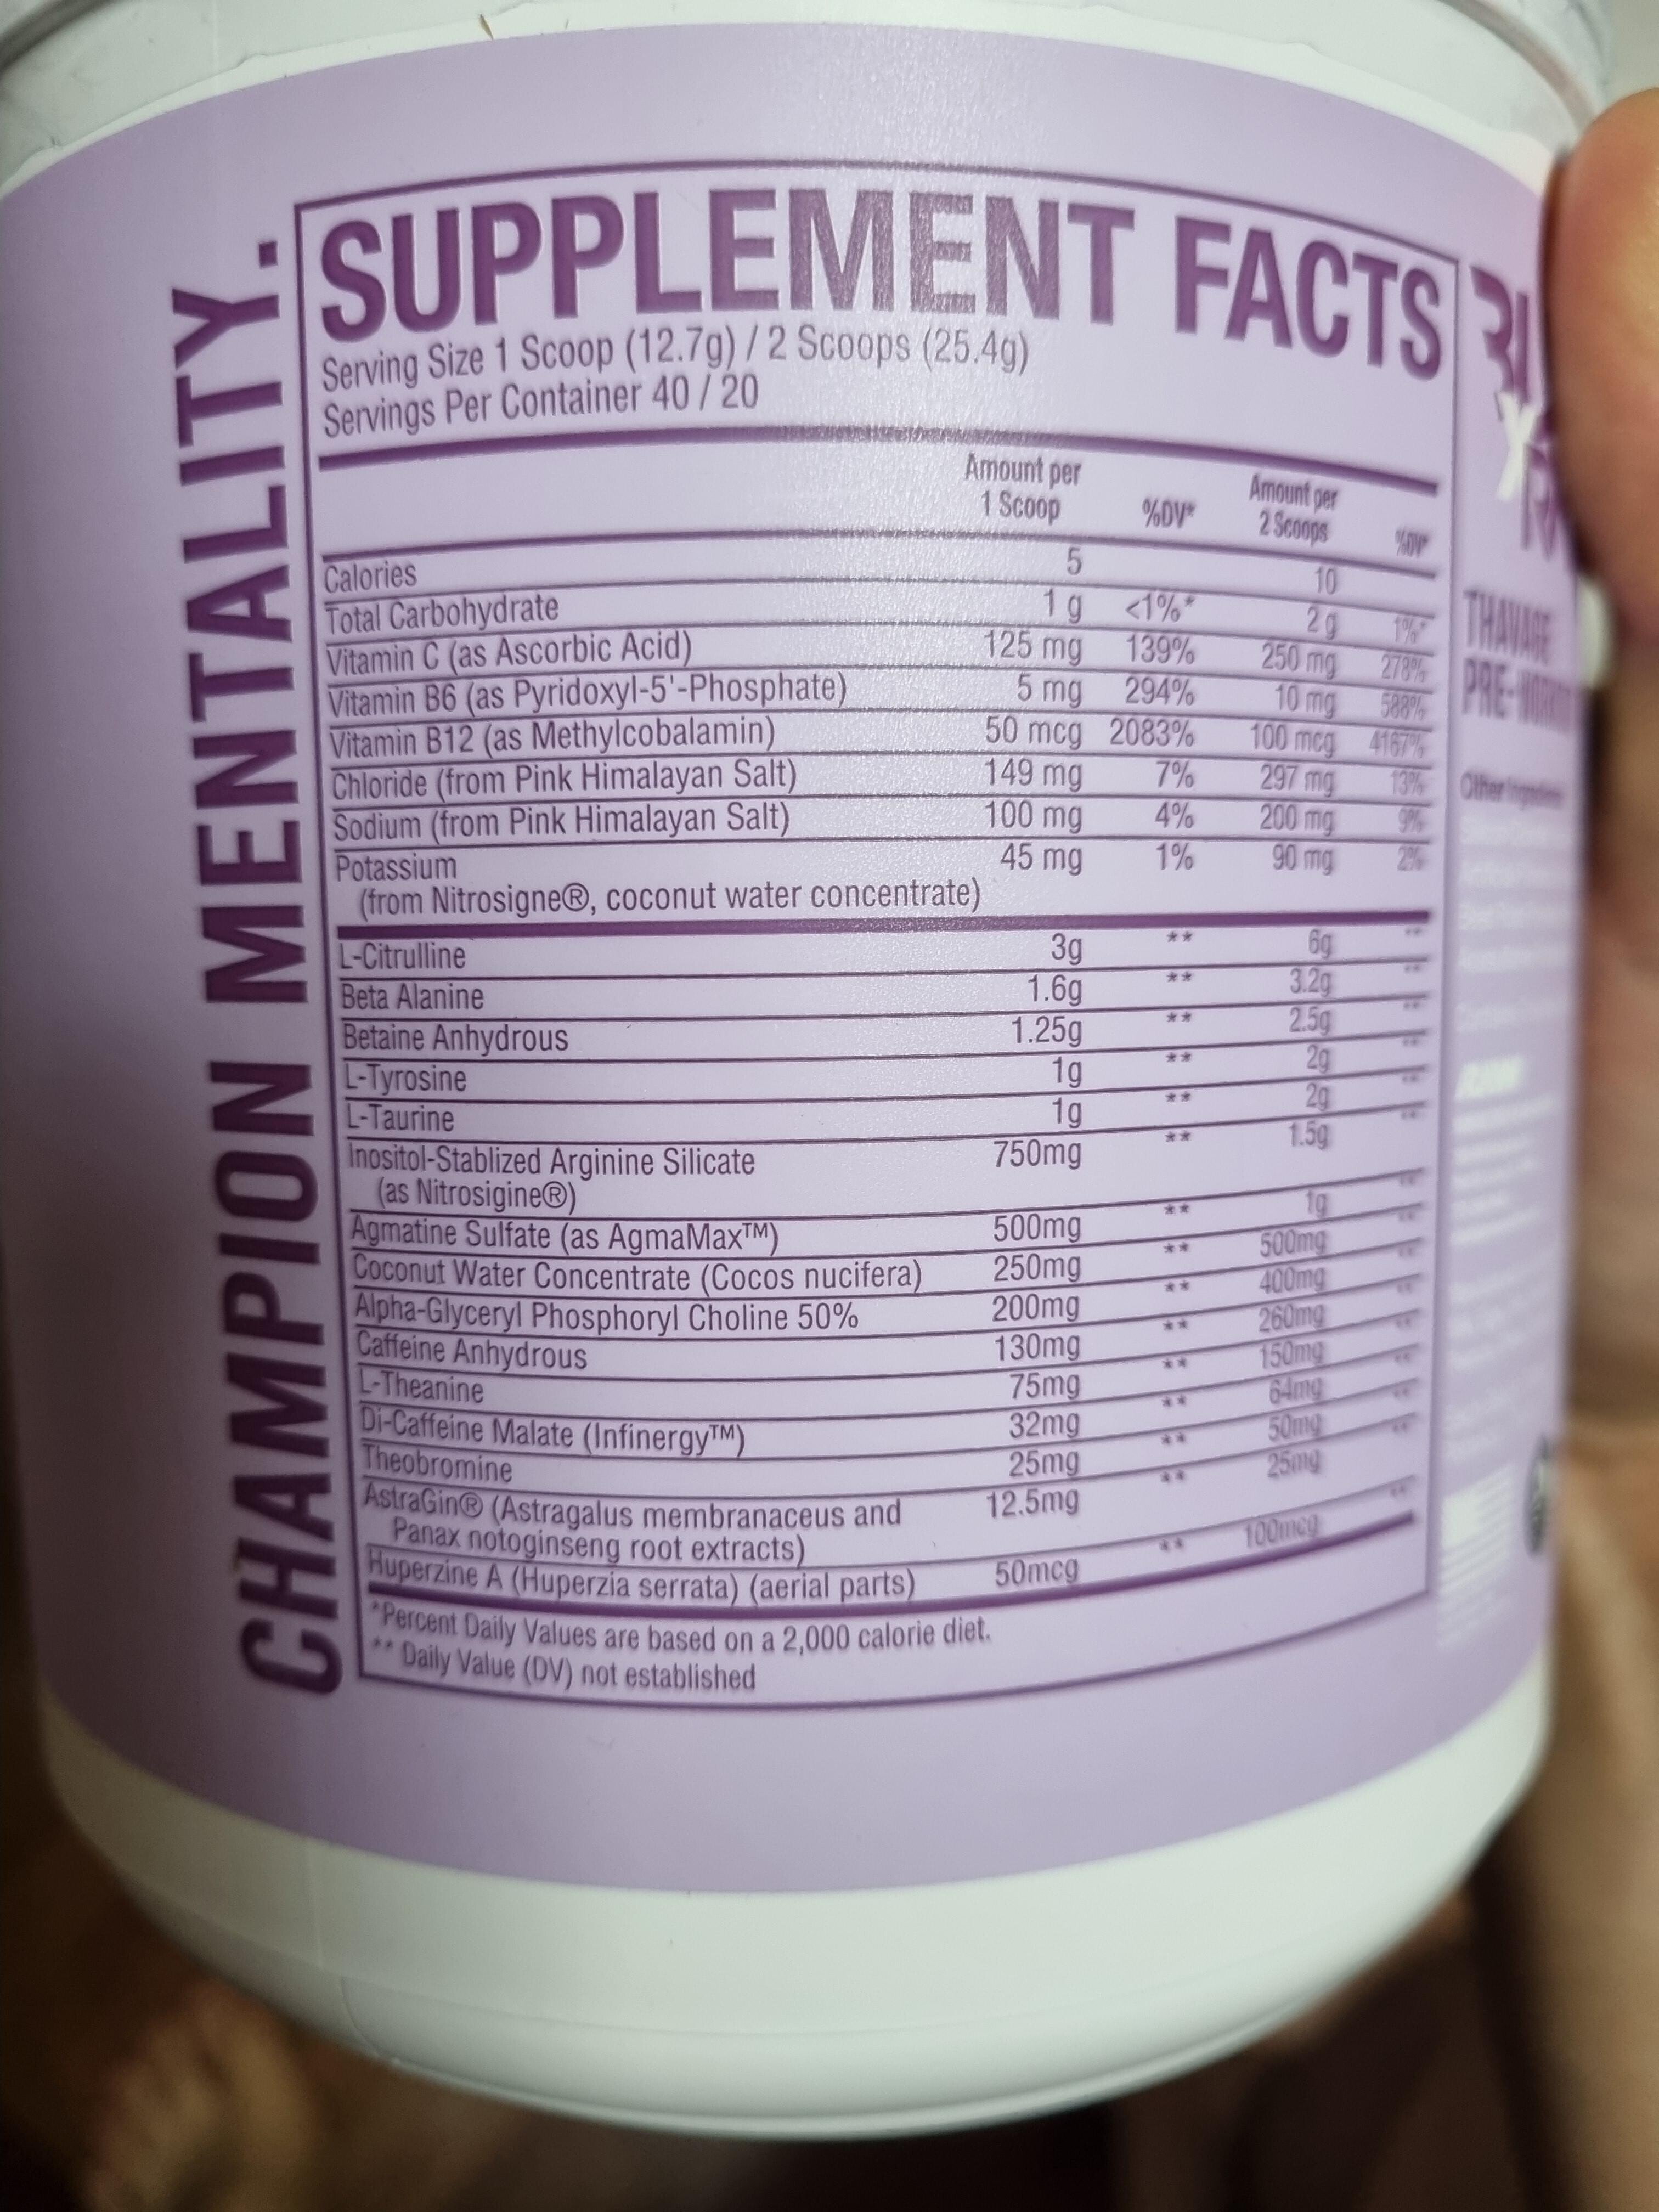 CHAMPION MENTALITY.
SUPPLEMENT FACTS
Serving Size 1 Scoop (12.7g) / 2 Scoops (25.4g)
Servings Per Container 40 / 20
Amount per 1 Scoop %DV* Amount per 2 Scoops %DV*
Calories 5 10
Total Carbohydrate 1 g <1%* 2 g 1%*
Vitamin C (as Ascorbic Acid) 125 mg 139% 250 mg 278%
Vitamin B6 (as Pyridoxyl-5'-Phosphate) 5 mg 294% 10 mg 588%
Vitamin B12 (as Methylcobalamin) 50 mcg 2083% 100 mcg 4167%
Chloride (from Pink Himalayan Salt) 149 mg 7% 297 mg 13%
Sodium (from Pink Himalayan Salt) 100 mg 4% 200 mg 9%
Potassium 45 mg 1% 90 mg 2%
(from Nitrosigne®, coconut water concentrate)
L-Citrulline 3g ** 6g **
Beta Alanine 1.6g ** 3.2g **
Betaine Anhydrous 1.25g ** 2.5g **
L-Tyrosine 1g ** 2g **
L-Taurine 1g ** 2g **
Inositol-Stablized Arginine Silicate 750mg ** 1.5g **
(as Nitrosigine®)
Agmatine Sulfate (as AgmaMax™) 500mg ** 1g **
Coconut Water Concentrate (Cocos nucifera) 250mg ** 500mg **
Alpha-Glyceryl Phosphoryl Choline 50% 200mg ** 400mg **
Caffeine Anhydrous 130mg ** 260mg **
L-Theanine 75mg ** 150mg **
Di-Caffeine Malate (Infinergy™) 32mg ** 64mg **
Theobromine 25mg ** 50mg **
AstraGin® (Astragalus membranaceus and 12.5mg ** 25mg **
Panax notoginseng root extracts)
Huperzine A (Huperzia serrata) (aerial parts) 50mcg ** 100mcg **
*Percent Daily Values are based on a 2,000 calorie diet.
** Daily Value (DV) not established
THAVAGE
PRE-WORKO
Other Ingredients